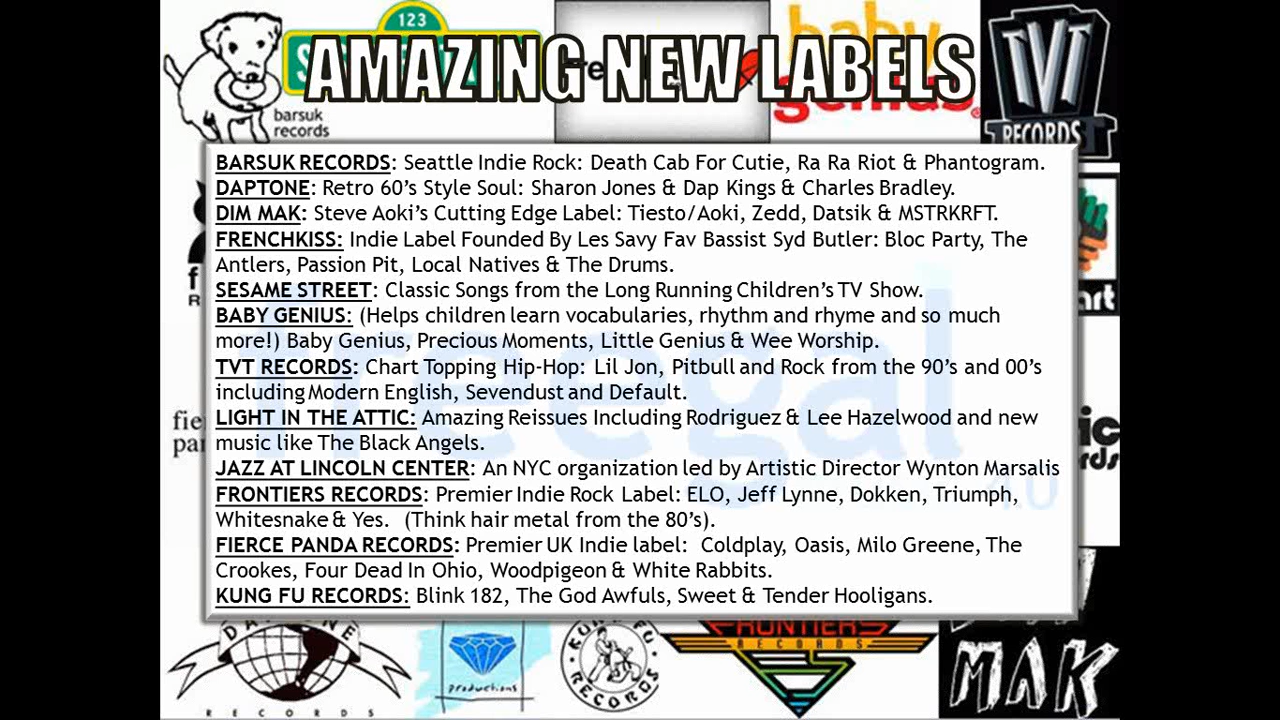 123
AMAZING NEW LABELS
baby
genius
barsuk
records
TVT
RECORDS
BARSUK RECORDS: Seattle Indie Rock: Death Cab For Cutie, Ra Ra Riot & Phantogram.
DAPTONE: Retro 60’s Style Soul: Sharon Jones & Dap Kings & Charles Bradley.
DIM MAK: Steve Aoki’s Cutting Edge Label: Tiesto/Aoki, Zedd, Datsik & MSTRKRFT.
FRENCHKISS: Indie Label Founded By Les Savy Fav Bassist Syd Butler: Bloc Party, The
Antlers, Passion Pit, Local Natives & The Drums.
SESAME STREET: Classic Songs from the Long Running Children’s TV Show.
BABY GENIUS: (Helps children learn vocabularies, rhythm and rhyme and so much
more!) Baby Genius, Precious Moments, Little Genius & Wee Worship.
TVT RECORDS: Chart Topping Hip-Hop: Lil Jon, Pitbull and Rock from the 90’s and 00’s
including Modern English, Sevendust and Default.
LIGHT IN THE ATTIC: Amazing Reissues Including Rodriguez & Lee Hazelwood and new
music like The Black Angels.
JAZZ AT LINCOLN CENTER: An NYC organization led by Artistic Director Wynton Marsalis
FRONTIERS RECORDS: Premier Indie Rock Label: ELO, Jeff Lynne, Dokken, Triumph,
Whitesnake & Yes. (Think hair metal from the 80’s).
FIERCE PANDA RECORDS: Premier UK Indie label: Coldplay, Oasis, Milo Greene, The
Crookes, Four Dead In Ohio, Woodpigeon & White Rabbits.
KUNG FU RECORDS: Blink 182, The God Awfuls, Sweet & Tender Hooligans.
freegal
RECORDS
productions
KUNG FU
RECORDS
FRONTIERS
RECORDS
MAK